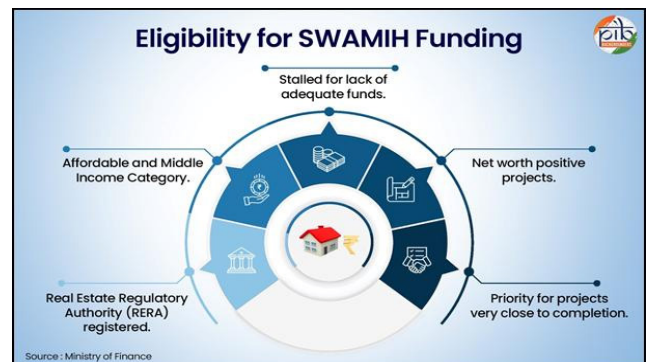 Eligibility for SWAMIH Funding
pib
Stalled for lack of
adequate funds.
Affordable and Middle
Income Category.
Net worth positive
projects.
Real Estate Regulatory
Authority (RERA)
registered.
Priority for projects
very close to completion.
Source : Ministry of Finance